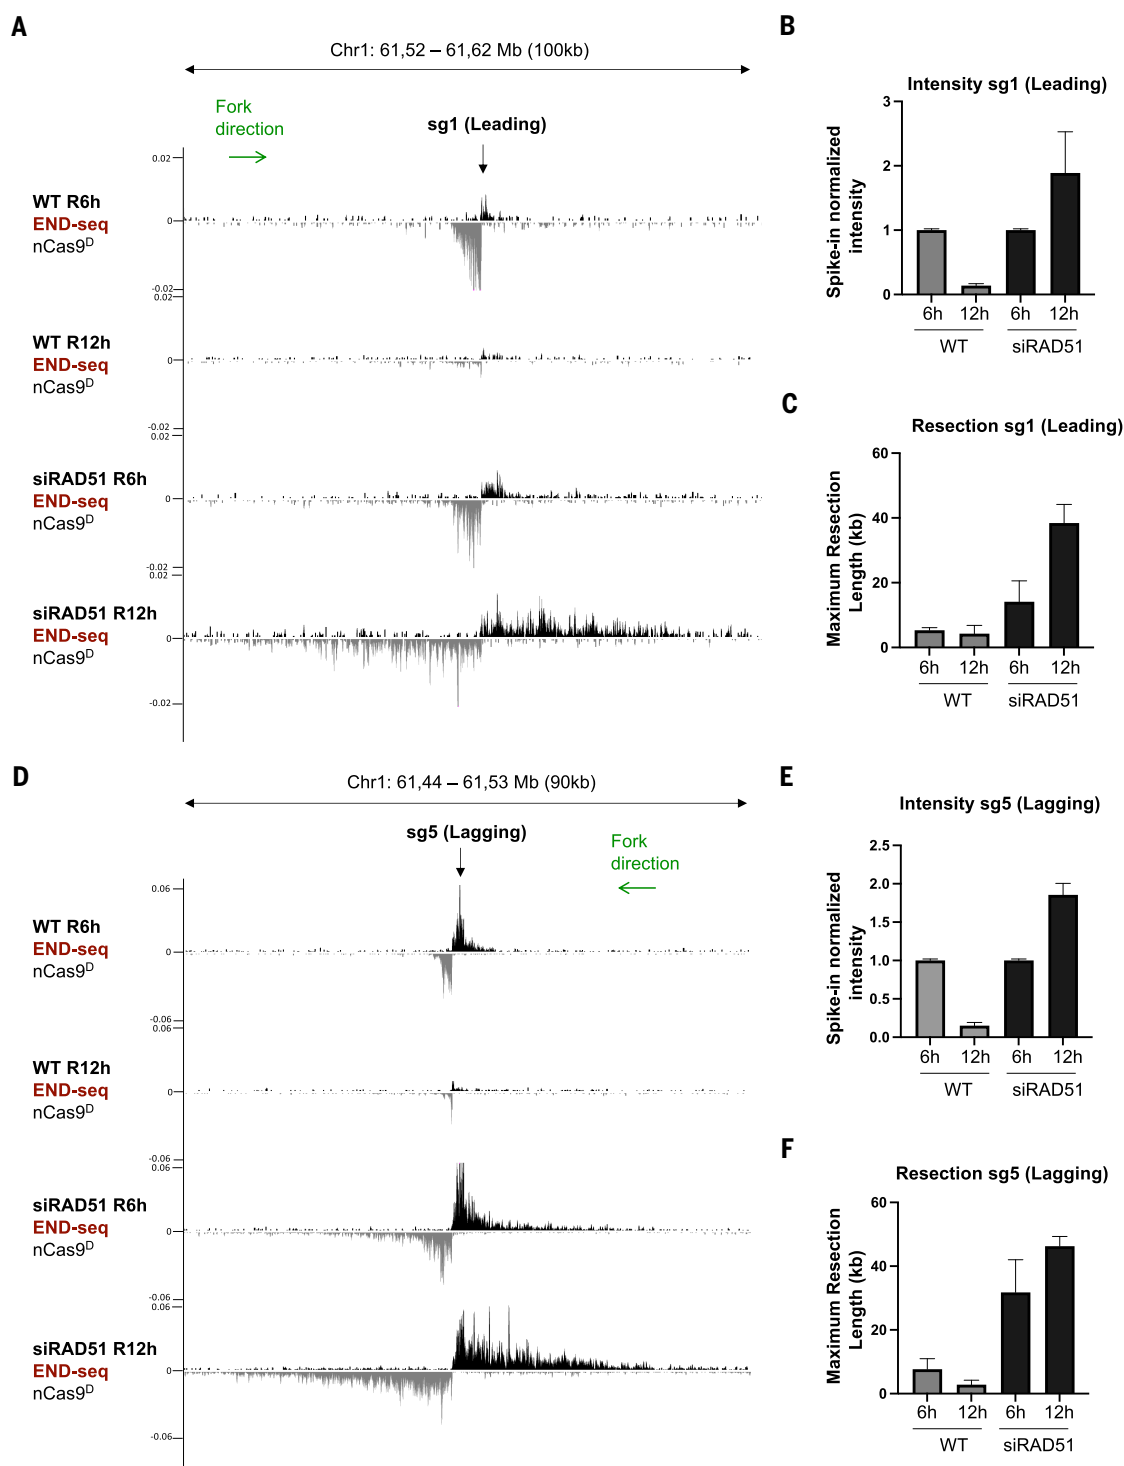 A
Chr1: 61,52 – 61,62 Mb (100kb)
Fork
direction
sg1 (Leading)
WT R6h
END-seq
nCas9D
0.02
0
-0.02
WT R12h
END-seq
nCas9D
0.02
0
-0.02
siRAD51 R6h
END-seq
nCas9D
0.02
0
-0.02
siRAD51 R12h
END-seq
nCas9D
0.02
0
-0.02
B
Intensity sg1 (Leading)
Spike-in normalized
intensity
3
2
1
0
6h 12h 6h 12h
WT siRAD51
C
Resection sg1 (Leading)
Maximum Resection
Length (kb)
60
40
20
0
6h 12h 6h 12h
WT siRAD51
D
Chr1: 61,44 – 61,53 Mb (90kb)
sg5 (Lagging)
Fork
direction
WT R6h
END-seq
nCas9D
0.06
0
-0.06
WT R12h
END-seq
nCas9D
0.06
0
-0.06
siRAD51 R6h
END-seq
nCas9D
0.06
0
-0.06
siRAD51 R12h
END-seq
nCas9D
0.06
0
-0.06
E
Intensity sg5 (Lagging)
Spike-in normalized
intensity
2.5
2.0
1.5
1.0
0.5
0.0
6h 12h 6h 12h
WT siRAD51
F
Resection sg5 (Lagging)
Maximum Resection
Length (kb)
60
40
20
0
6h 12h 6h 12h
WT siRAD51